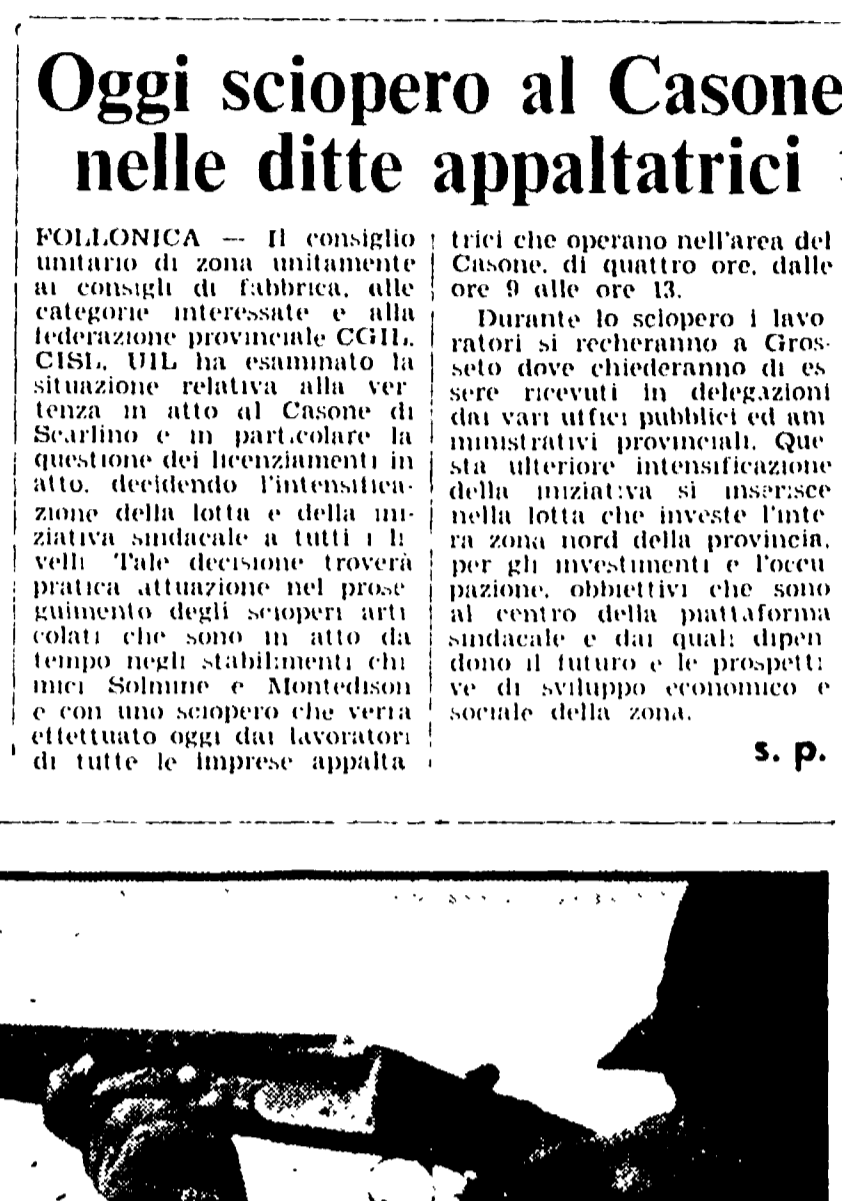 Oggi sciopero al Casone
nelle ditte appaltatrici
FOLLONICA — Il consiglio
unitario di zona unitamente
ai consigli di fabbrica, alle
categorie interessate e alla
federazione provinciale CGIL,
CISL, UIL ha esaminato la
situazione relativa alla ver
tenza in atto al Casone di
Scarlino e in particolare la
questione dei licenziamenti in
atto, decidendo l'intensifica-
zione della lotta e della ini-
ziativa sindacale a tutti i li
velli Tale decisione troverà
pratica attuazione nel prose
guimento degli scioperi arti
colati che sono in atto da
tempo negli stabilimenti chi
mici Solmine e Montedison
e con uno sciopero che verrà
effettuato oggi dai lavoratori
di tutte le imprese appalta
trici che operano nell'area del
Casone, di quattro ore, dalle
ore 9 alle ore 13.
Durante lo sciopero i lavo
ratori si recheranno a Gros-
seto dove chiederanno di es
sere ricevuti in delegazioni
dai vari uffici pubblici ed am
ministrativi provinciali. Que
sta ulteriore intensificazione
della iniziativa si inserisce
nella lotta che investe l'inte
ra zona nord della provincia,
per gli investimenti e l'occu
pazione, obbiettivi che sono
al centro della piattaforma
sindacale e dai quali dipen
dono il futuro e le prospetti
ve di sviluppo economico e
sociale della zona.
s. p.